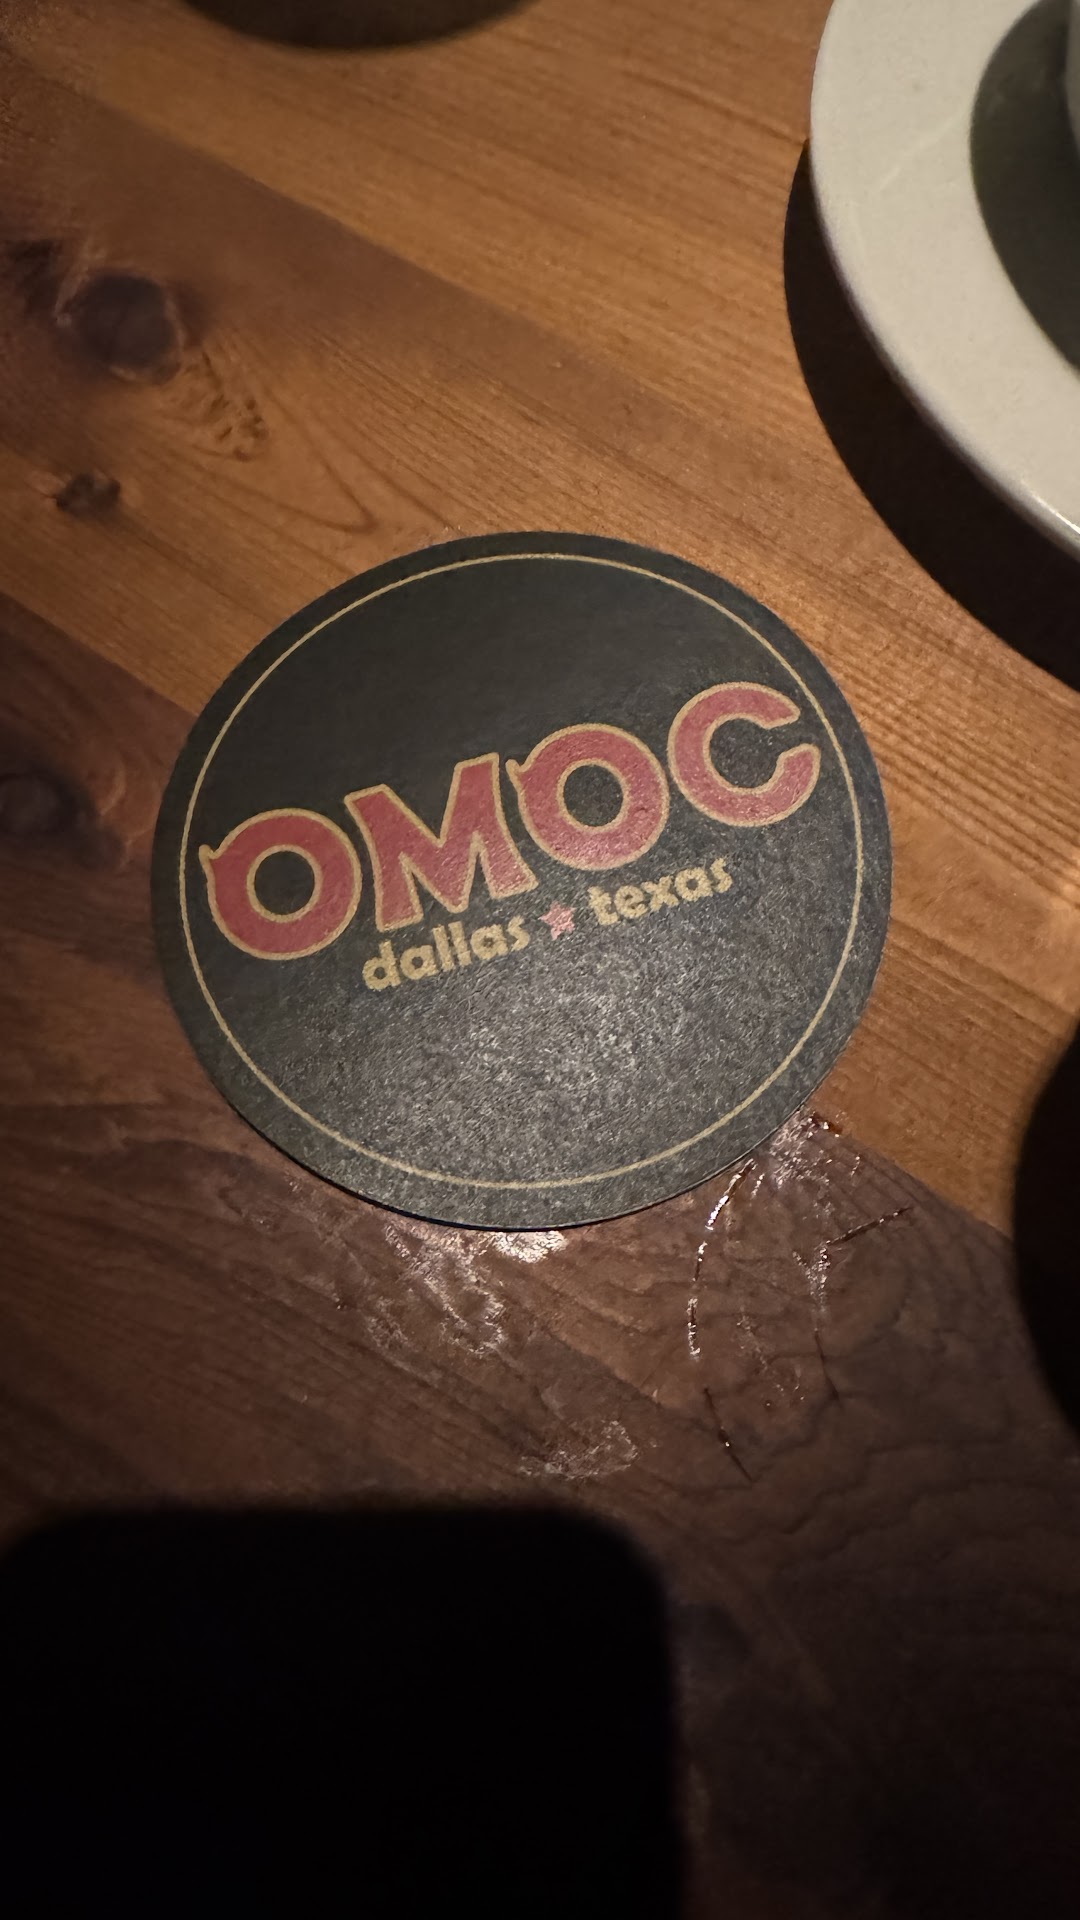 OMOC
dallas ★ texas